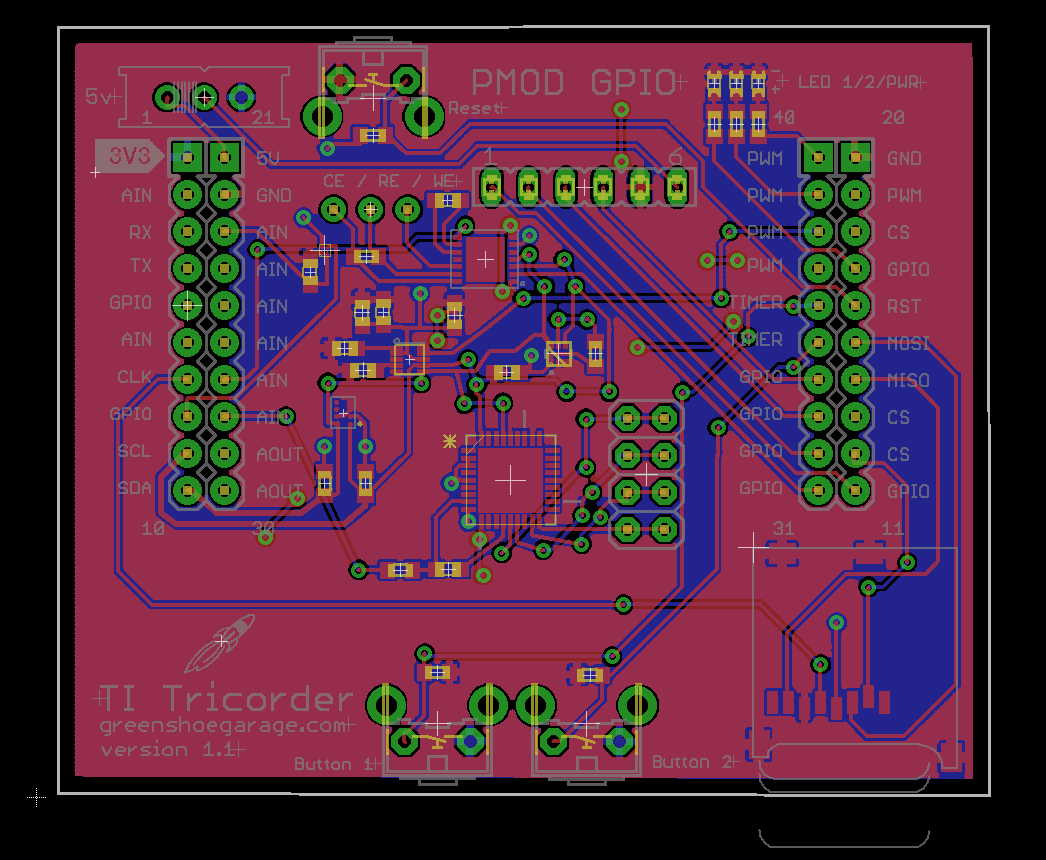 PMOD GPIO
LED 1/2/PWR
5v
1
21
Reset
40
20
3V3
5V
1
6
PWM
GND
CE / RE / WE
AIN
GND
PWM
PWM
RX
AIN
PWM
CS
TX
AIN
PWM
GPIO
GPIO
AIN
TIMER
RST
AIN
AIN
TIMER
MOSI
CLK
AIN
GPIO
MISO
GPIO
AIN
GPIO
CS
SCL
AOUT
GPIO
CS
SDA
AOUT
GPIO
GPIO
10
30
31
11
TI Tricorder
greenshoegarage.com
version 1.1
Button 1
Button 2